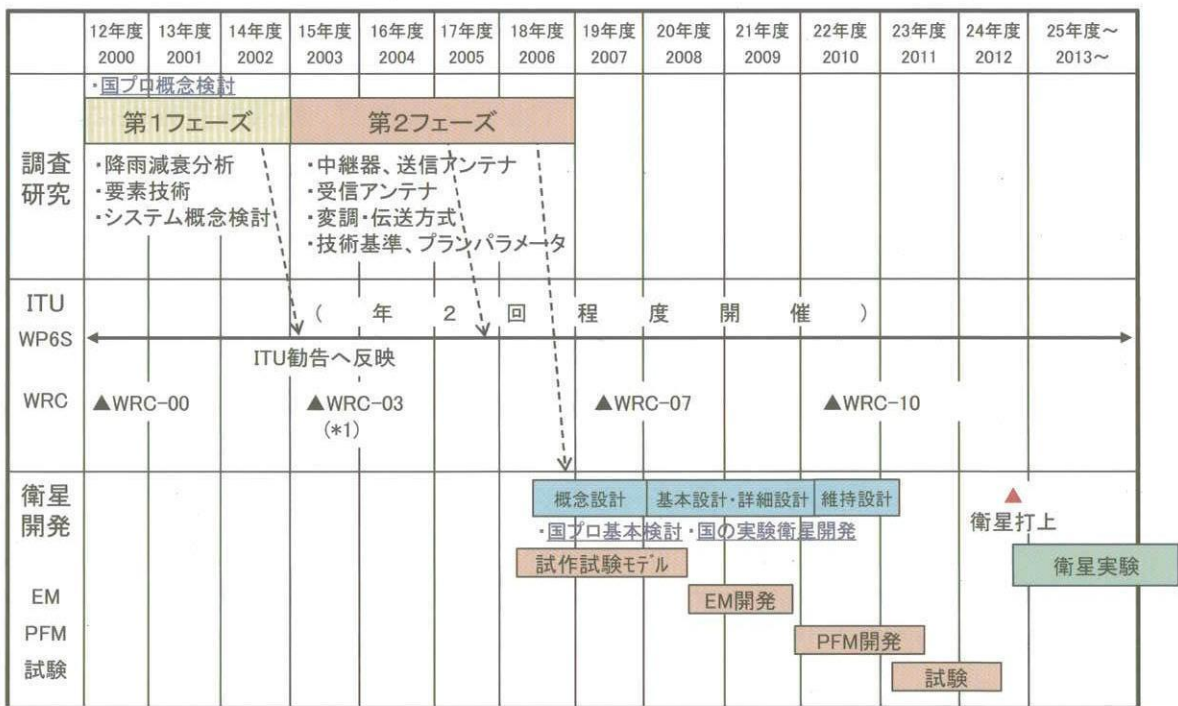 12年度 13年度 14年度 15年度 16年度 17年度 18年度 19年度 20年度 21年度 22年度 23年度 24年度 25年度～
2000 2001 2002 2003 2004 2005 2006 2007 2008 2009 2010 2011 2012 2013～
・国プロ概念検討
第1フェーズ 第2フェーズ
調査
研究
・降雨減衰分析
・要素技術
・システム概念検討
・中継器、送信アンテナ
・受信アンテナ
・変調・伝送方式
・技術基準、プランパラメータ
ITU
WP6S
( 年 2 回 程 度 開 催 )
ITU勧告へ反映
WRC ▲WRC-00 ▲WRC-03 ▲WRC-07 ▲WRC-10
(*1)
衛星
開発
概念設計 基本設計・詳細設計 維持設計
衛星打上
・国プロ基本検討・国の実験衛星開発
試作試験モデル 衛星実験
EM EM開発
PFM PFM開発
試験 試験